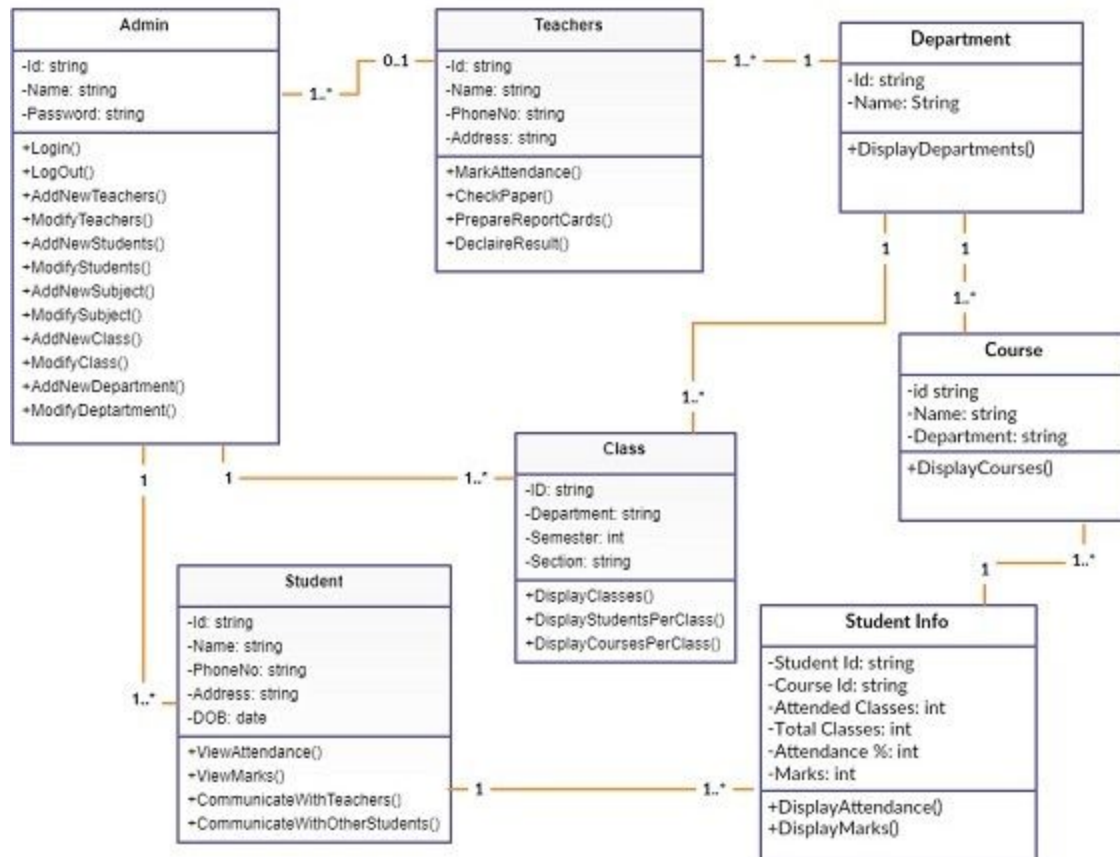 Admin
-Id: string
-Name: string
-Password: string
+Login()
+LogOut()
+AddNewTeachers()
+ModifyTeachers()
+AddNewStudents()
+ModifyStudents()
+AddNewSubject()
+ModifySubject()
+AddNewClass()
+ModifyClass()
+AddNewDepartment()
+ModifyDeptartment()
1..*
0..1
Teachers
-Id: string
-Name: string
-PhoneNo: string
-Address: string
+MarkAttendance()
+CheckPaper()
+PrepareReportCards()
+DeclaireResult()
1..*
1
Department
-Id: string
-Name: String
+DisplayDepartments()
1
1
1..*
1..*
Course
-id string
-Name: string
-Department: string
+DisplayCourses()
1
1
1..*
Class
-ID: string
-Department: string
-Semester: int
-Section: string
+DisplayClasses()
+DisplayStudentsPerClass()
+DisplayCoursesPerClass()
1
1..*
1..*
Student
-Id: string
-Name: string
-PhoneNo: string
-Address: string
-DOB: date
+ViewAttendance()
+ViewMarks()
+CommunicateWithTeachers()
+CommunicateWithOtherStudents()
1
1..*
Student Info
-Student Id: string
-Course Id: string
-Attended Classes: int
-Total Classes: int
-Attendance %: int
-Marks: int
+DisplayAttendance()
+DisplayMarks()